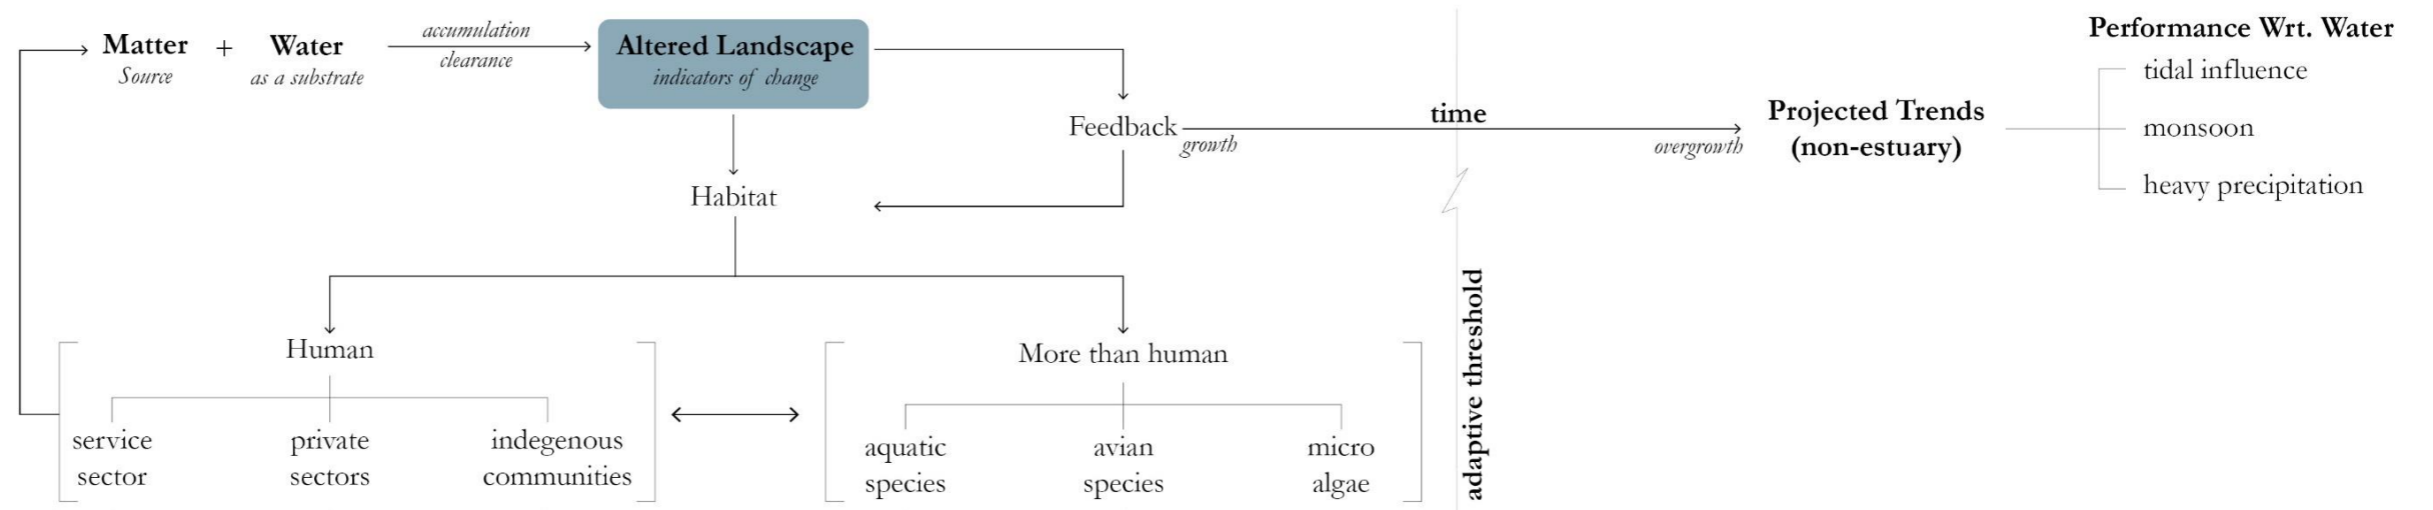 Matter + Water
Source
as a substrate
accumulation
clearance
Altered Landscape
indicators of change
Feedback
growth
time
overgrowth
Projected Trends
(non-estuary)
Performance Wrt. Water
tidal influence
monsoon
heavy precipitation
Habitat
adaptive threshold
Human
service
sector
private
sectors
indegenous
communities
More than human
aquatic
species
avian
species
micro
algae